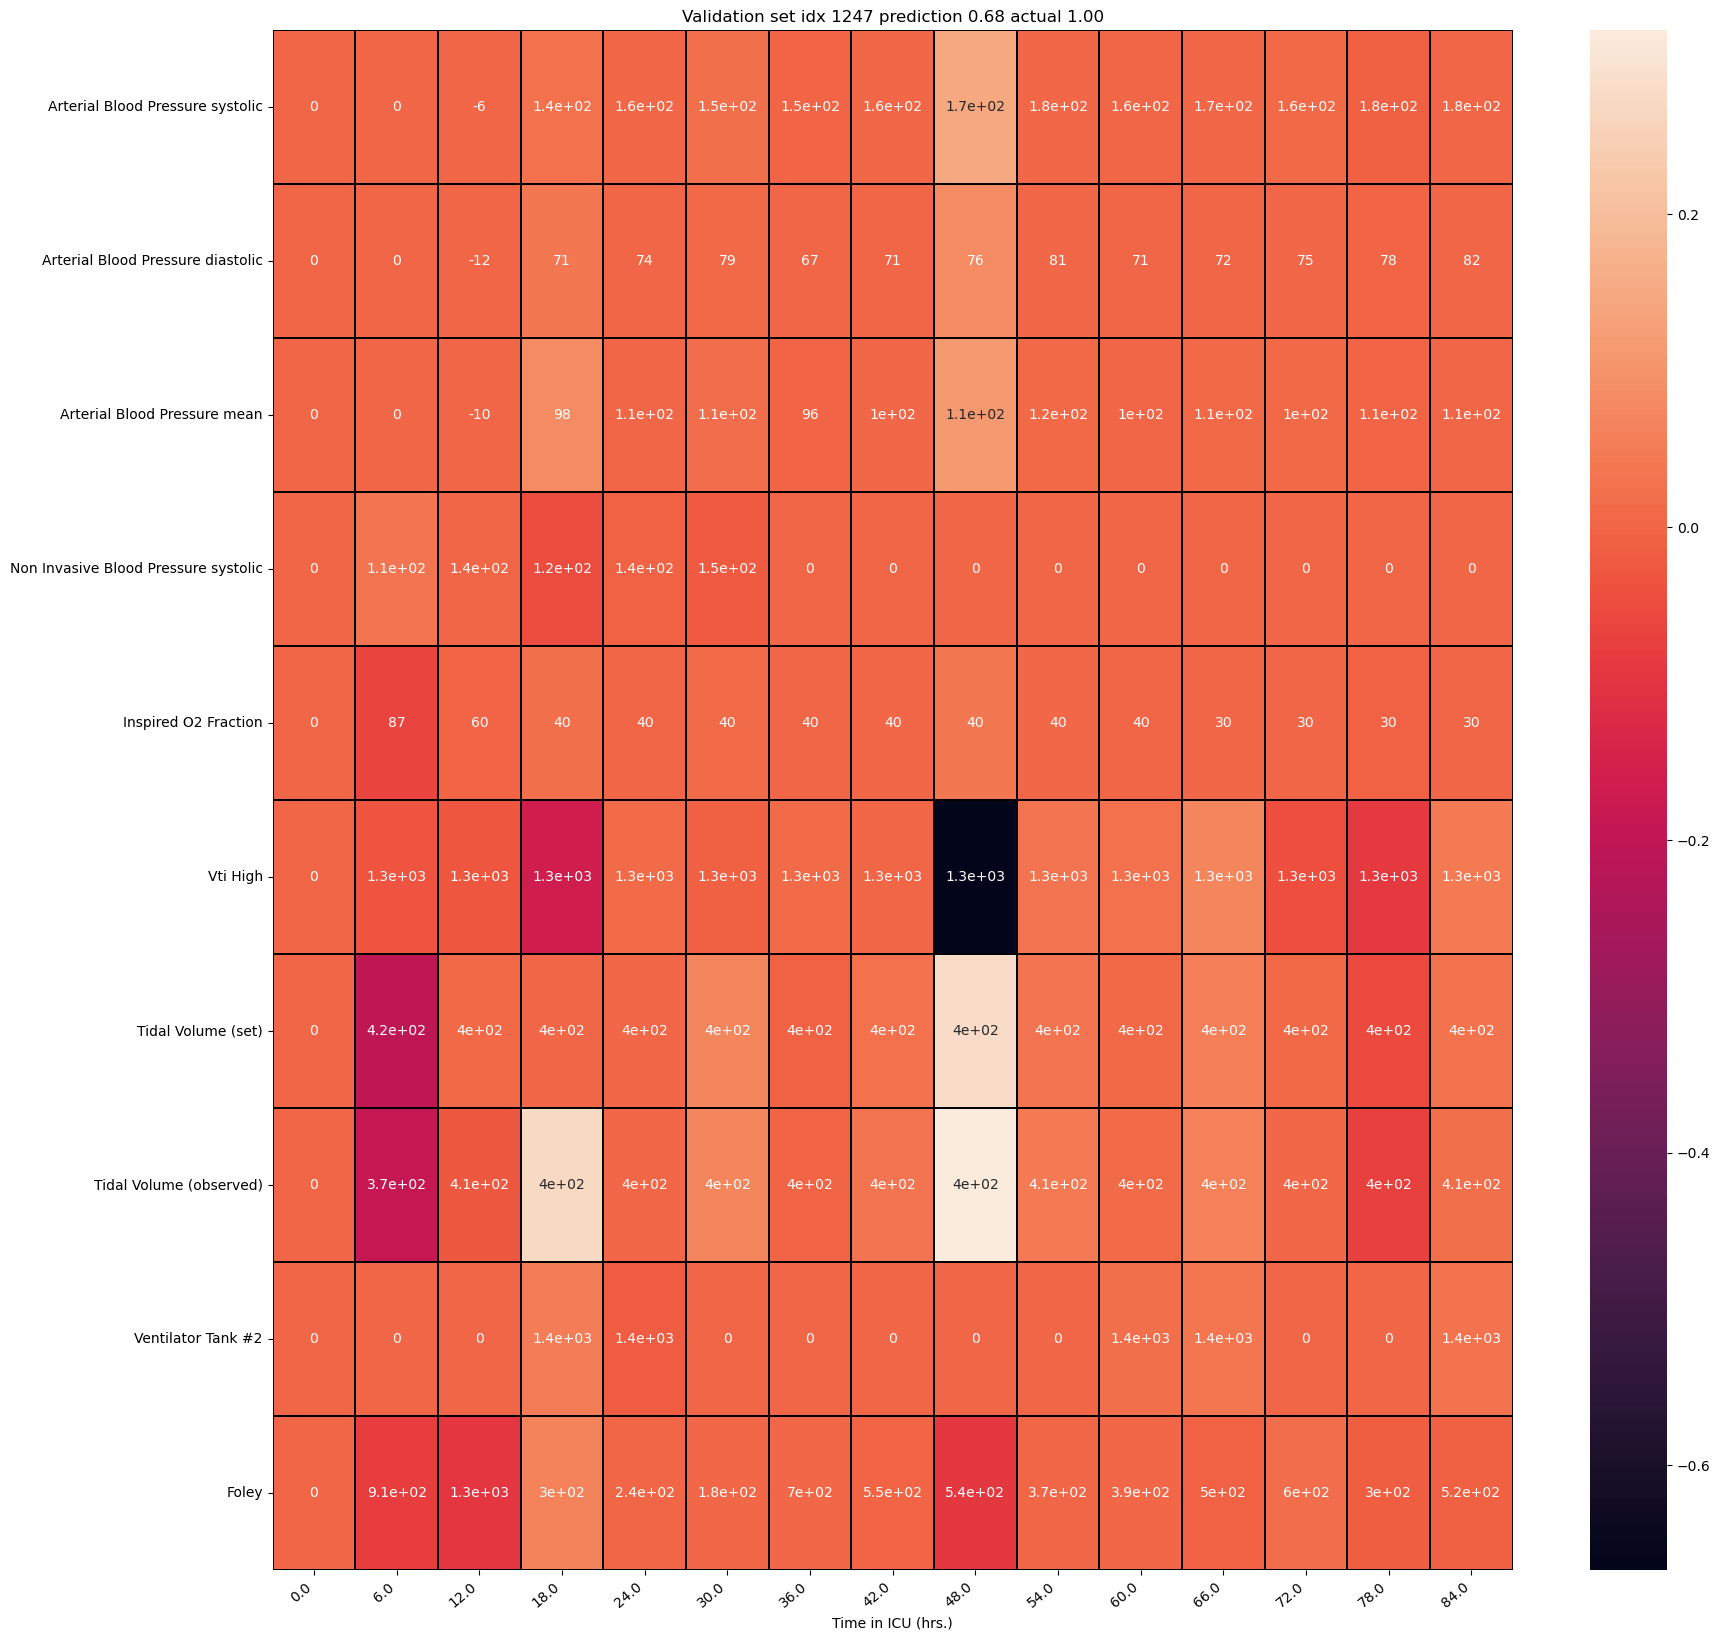 Validation set idx 1247 prediction 0.68 actual 1.00
Arterial Blood Pressure systolic 0 0 -6 1.4e+02 1.6e+02 1.5e+02 1.5e+02 1.6e+02 1.7e+02 1.8e+02 1.6e+02 1.7e+02 1.6e+02 1.8e+02 1.8e+02
0.2
Arterial Blood Pressure diastolic 0 0 -12 71 74 79 67 71 76 81 71 72 75 78 82
Arterial Blood Pressure mean 0 0 -10 98 1.1e+02 1.1e+02 96 1e+02 1.1e+02 1.2e+02 1e+02 1.1e+02 1e+02 1.1e+02 1.1e+02
0.0
Non Invasive Blood Pressure systolic 0 1.1e+02 1.4e+02 1.2e+02 1.4e+02 1.5e+02 0 0 0 0 0 0 0 0 0
Inspired O2 Fraction 0 87 60 40 40 40 40 40 40 40 40 30 30 30 30
−0.2
Vti High 0 1.3e+03 1.3e+03 1.3e+03 1.3e+03 1.3e+03 1.3e+03 1.3e+03 1.3e+03 1.3e+03 1.3e+03 1.3e+03 1.3e+03 1.3e+03 1.3e+03
Tidal Volume (set) 0 4.2e+02 4e+02 4e+02 4e+02 4e+02 4e+02 4e+02 4e+02 4e+02 4e+02 4e+02 4e+02 4e+02 4e+02
−0.4
Tidal Volume (observed) 0 3.7e+02 4.1e+02 4e+02 4e+02 4e+02 4e+02 4e+02 4e+02 4.1e+02 4e+02 4e+02 4e+02 4e+02 4.1e+02
Ventilator Tank #2 0 0 0 1.4e+03 1.4e+03 0 0 0 0 0 1.4e+03 1.4e+03 0 0 1.4e+03
−0.6
Foley 0 9.1e+02 1.3e+03 3e+02 2.4e+02 1.8e+02 7e+02 5.5e+02 5.4e+02 3.7e+02 3.9e+02 5e+02 6e+02 3e+02 5.2e+02
0.0 6.0 12.0 18.0 24.0 30.0 36.0 42.0 48.0 54.0 60.0 66.0 72.0 78.0 84.0
Time in ICU (hrs.)